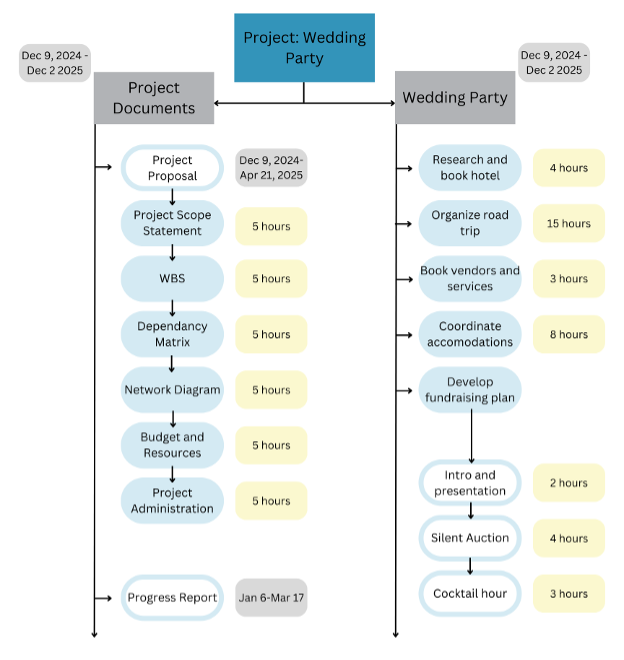 Project: Wedding
Party
Dec 9, 2024 -
Dec 2 2025
Project
Documents
Dec 9, 2024 -
Dec 2 2025
Wedding Party
Project
Proposal
Dec 9, 2024-
Apr 21, 2025
Project Scope
Statement
5 hours
WBS
5 hours
Dependancy
Matrix
5 hours
Network Diagram
5 hours
Budget and
Resources
5 hours
Project
Administration
5 hours
Progress Report
Jan 6-Mar 17
Research and
book hotel
4 hours
Organize road
trip
15 hours
Book vendors and
services
3 hours
Coordinate
accomodations
8 hours
Develop
fundraising plan
Intro and
presentation
2 hours
Silent Auction
4 hours
Cocktail hour
3 hours